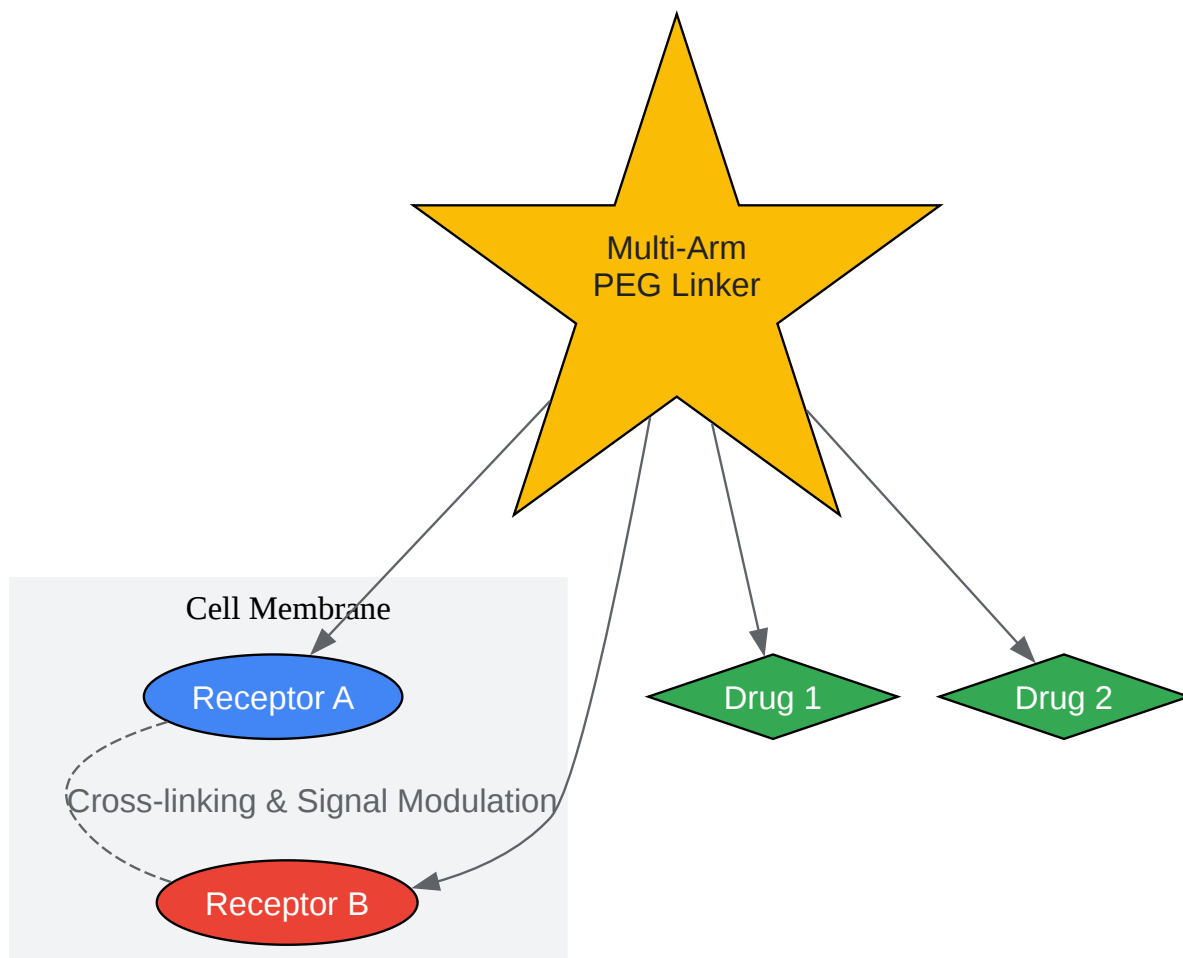 Multi-Arm
PEG Linker
Cell Membrane
Receptor A
Drug 1
Drug 2
Cross-linking & Signal Modulation
Receptor B